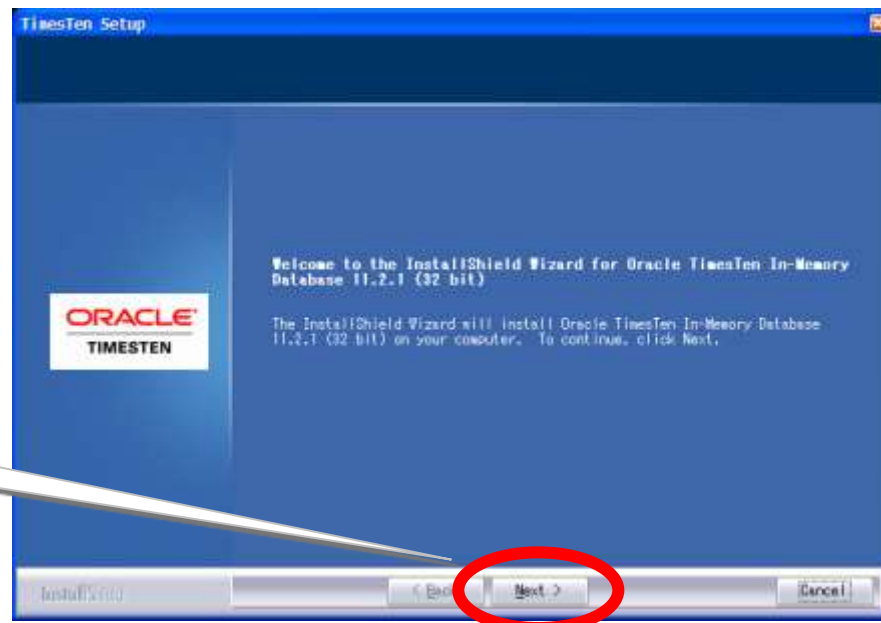 TimesTen Setup
Welcome to the InstallShield Wizard for Oracle TimesTen In-Memory
Database 11.2.1 (32 bit)
The InstallShield Wizard will install Oracle TimesTen In-Memory Database
11.2.1 (32 bit) on your computer. To continue, click Next.
ORACLE
TIMESTEN
InstallShield
< Back
Next >
Cancel